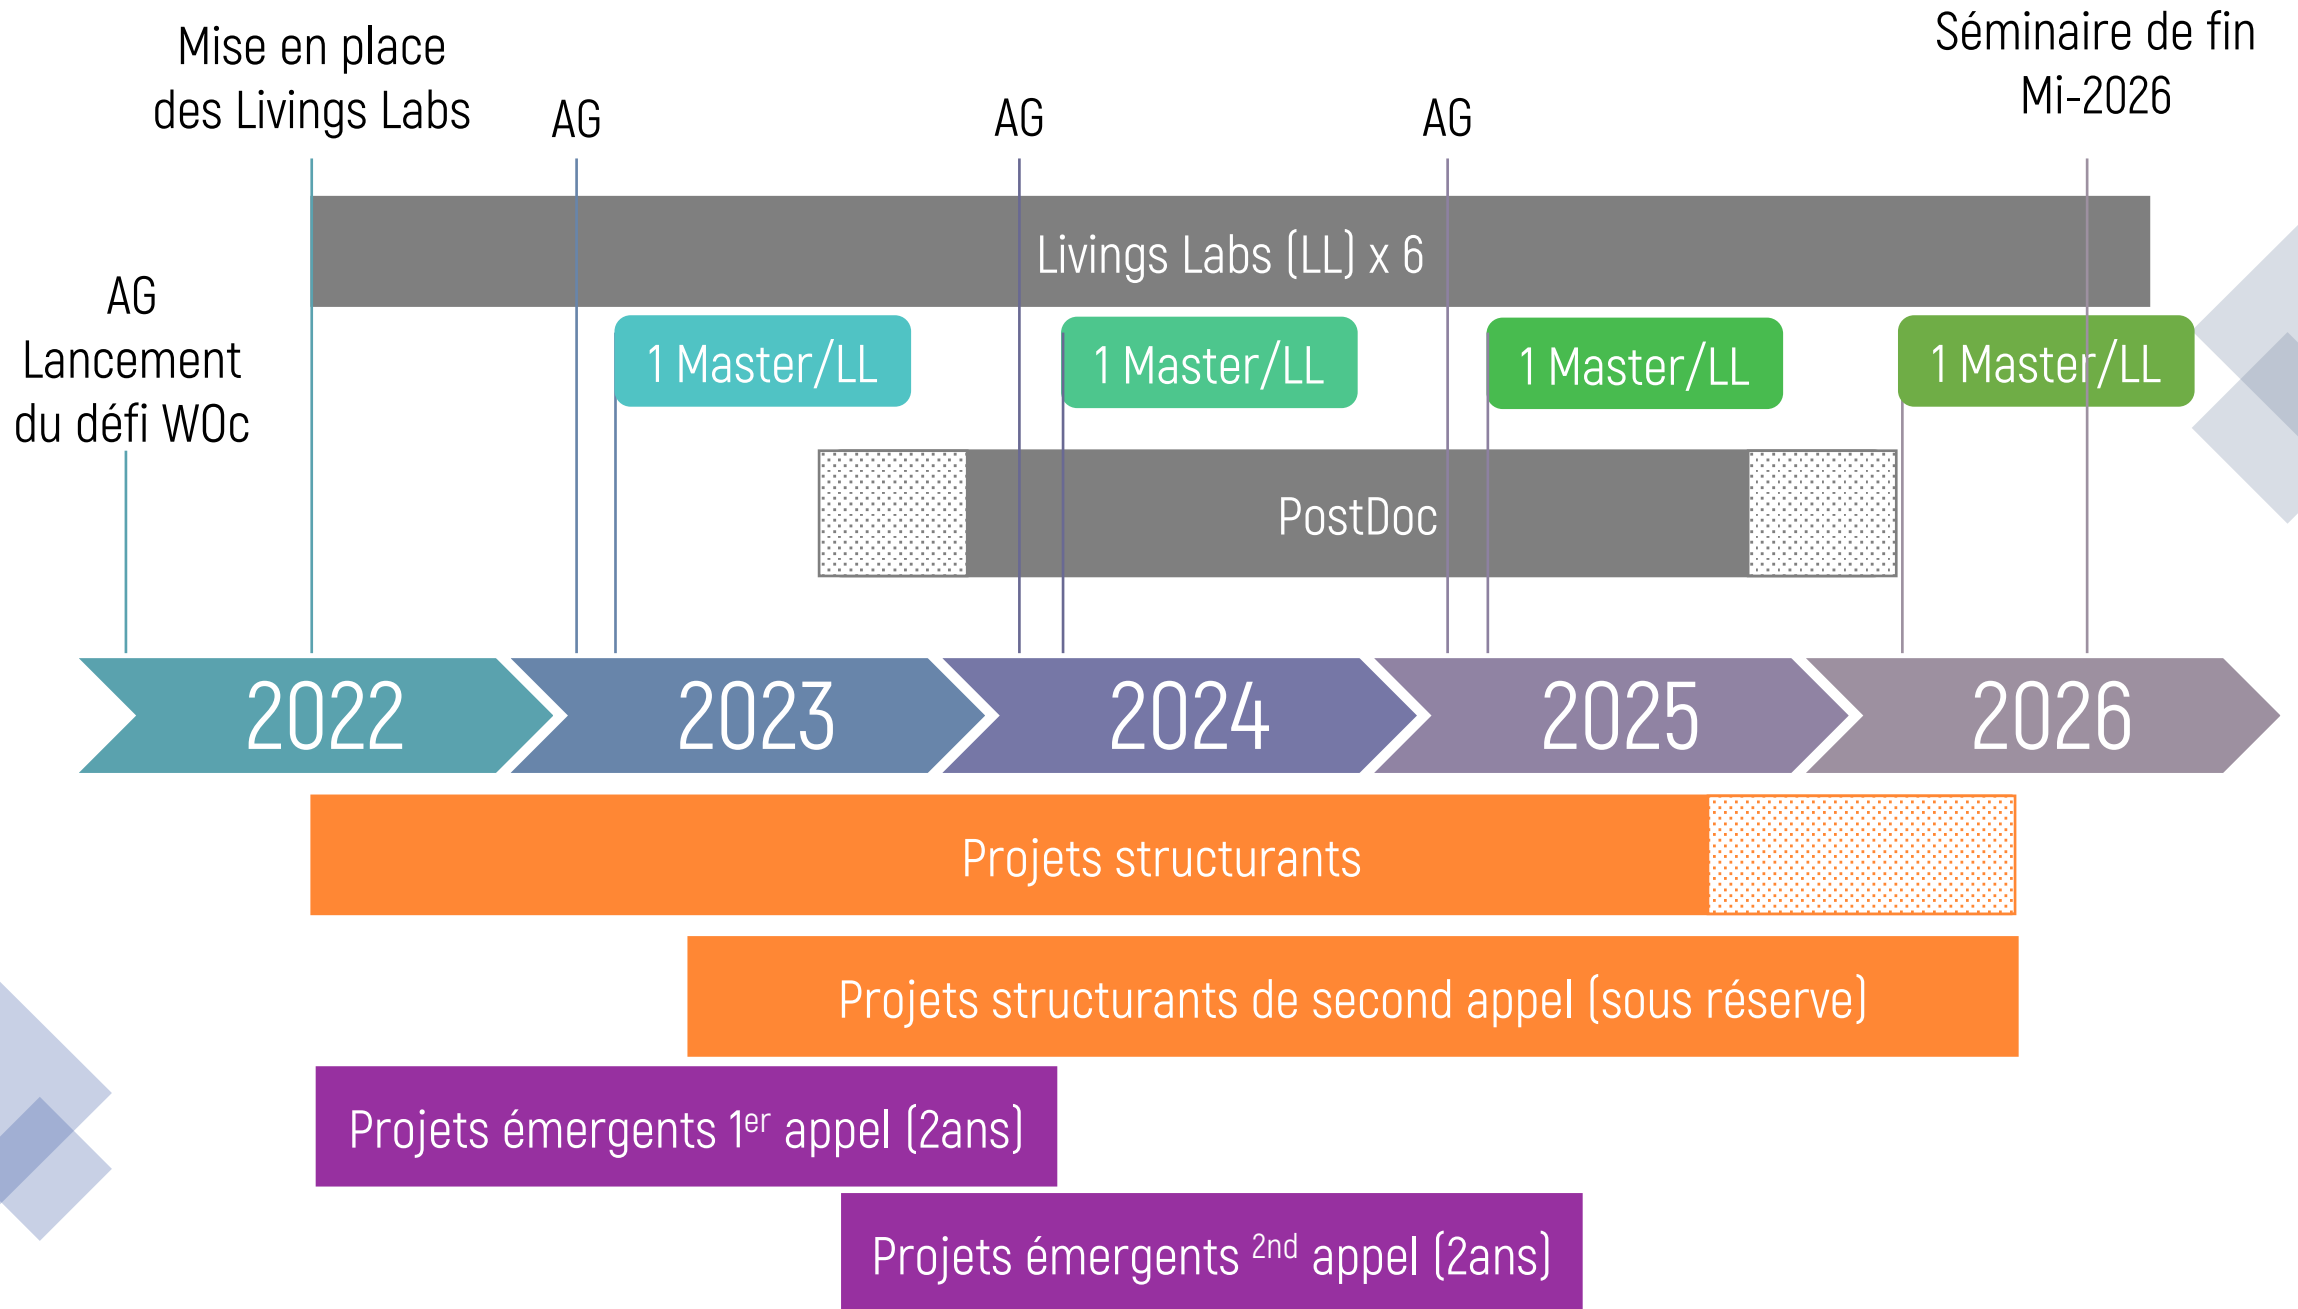 Mise en place
des Livings Labs
AG
AG
AG
Séminaire de fin
Mi-2026
Livings Labs (LL) x 6
AG
Lancement
du défi WOc
1 Master/LL
1 Master/LL
1 Master/LL
1 Master/LL
PostDoc
2022
2023
2024
2025
2026
Projets structurants
Projets structurants de second appel (sous réserve)
Projets émergents 1er appel (2ans)
Projets émergents 2nd appel (2ans)